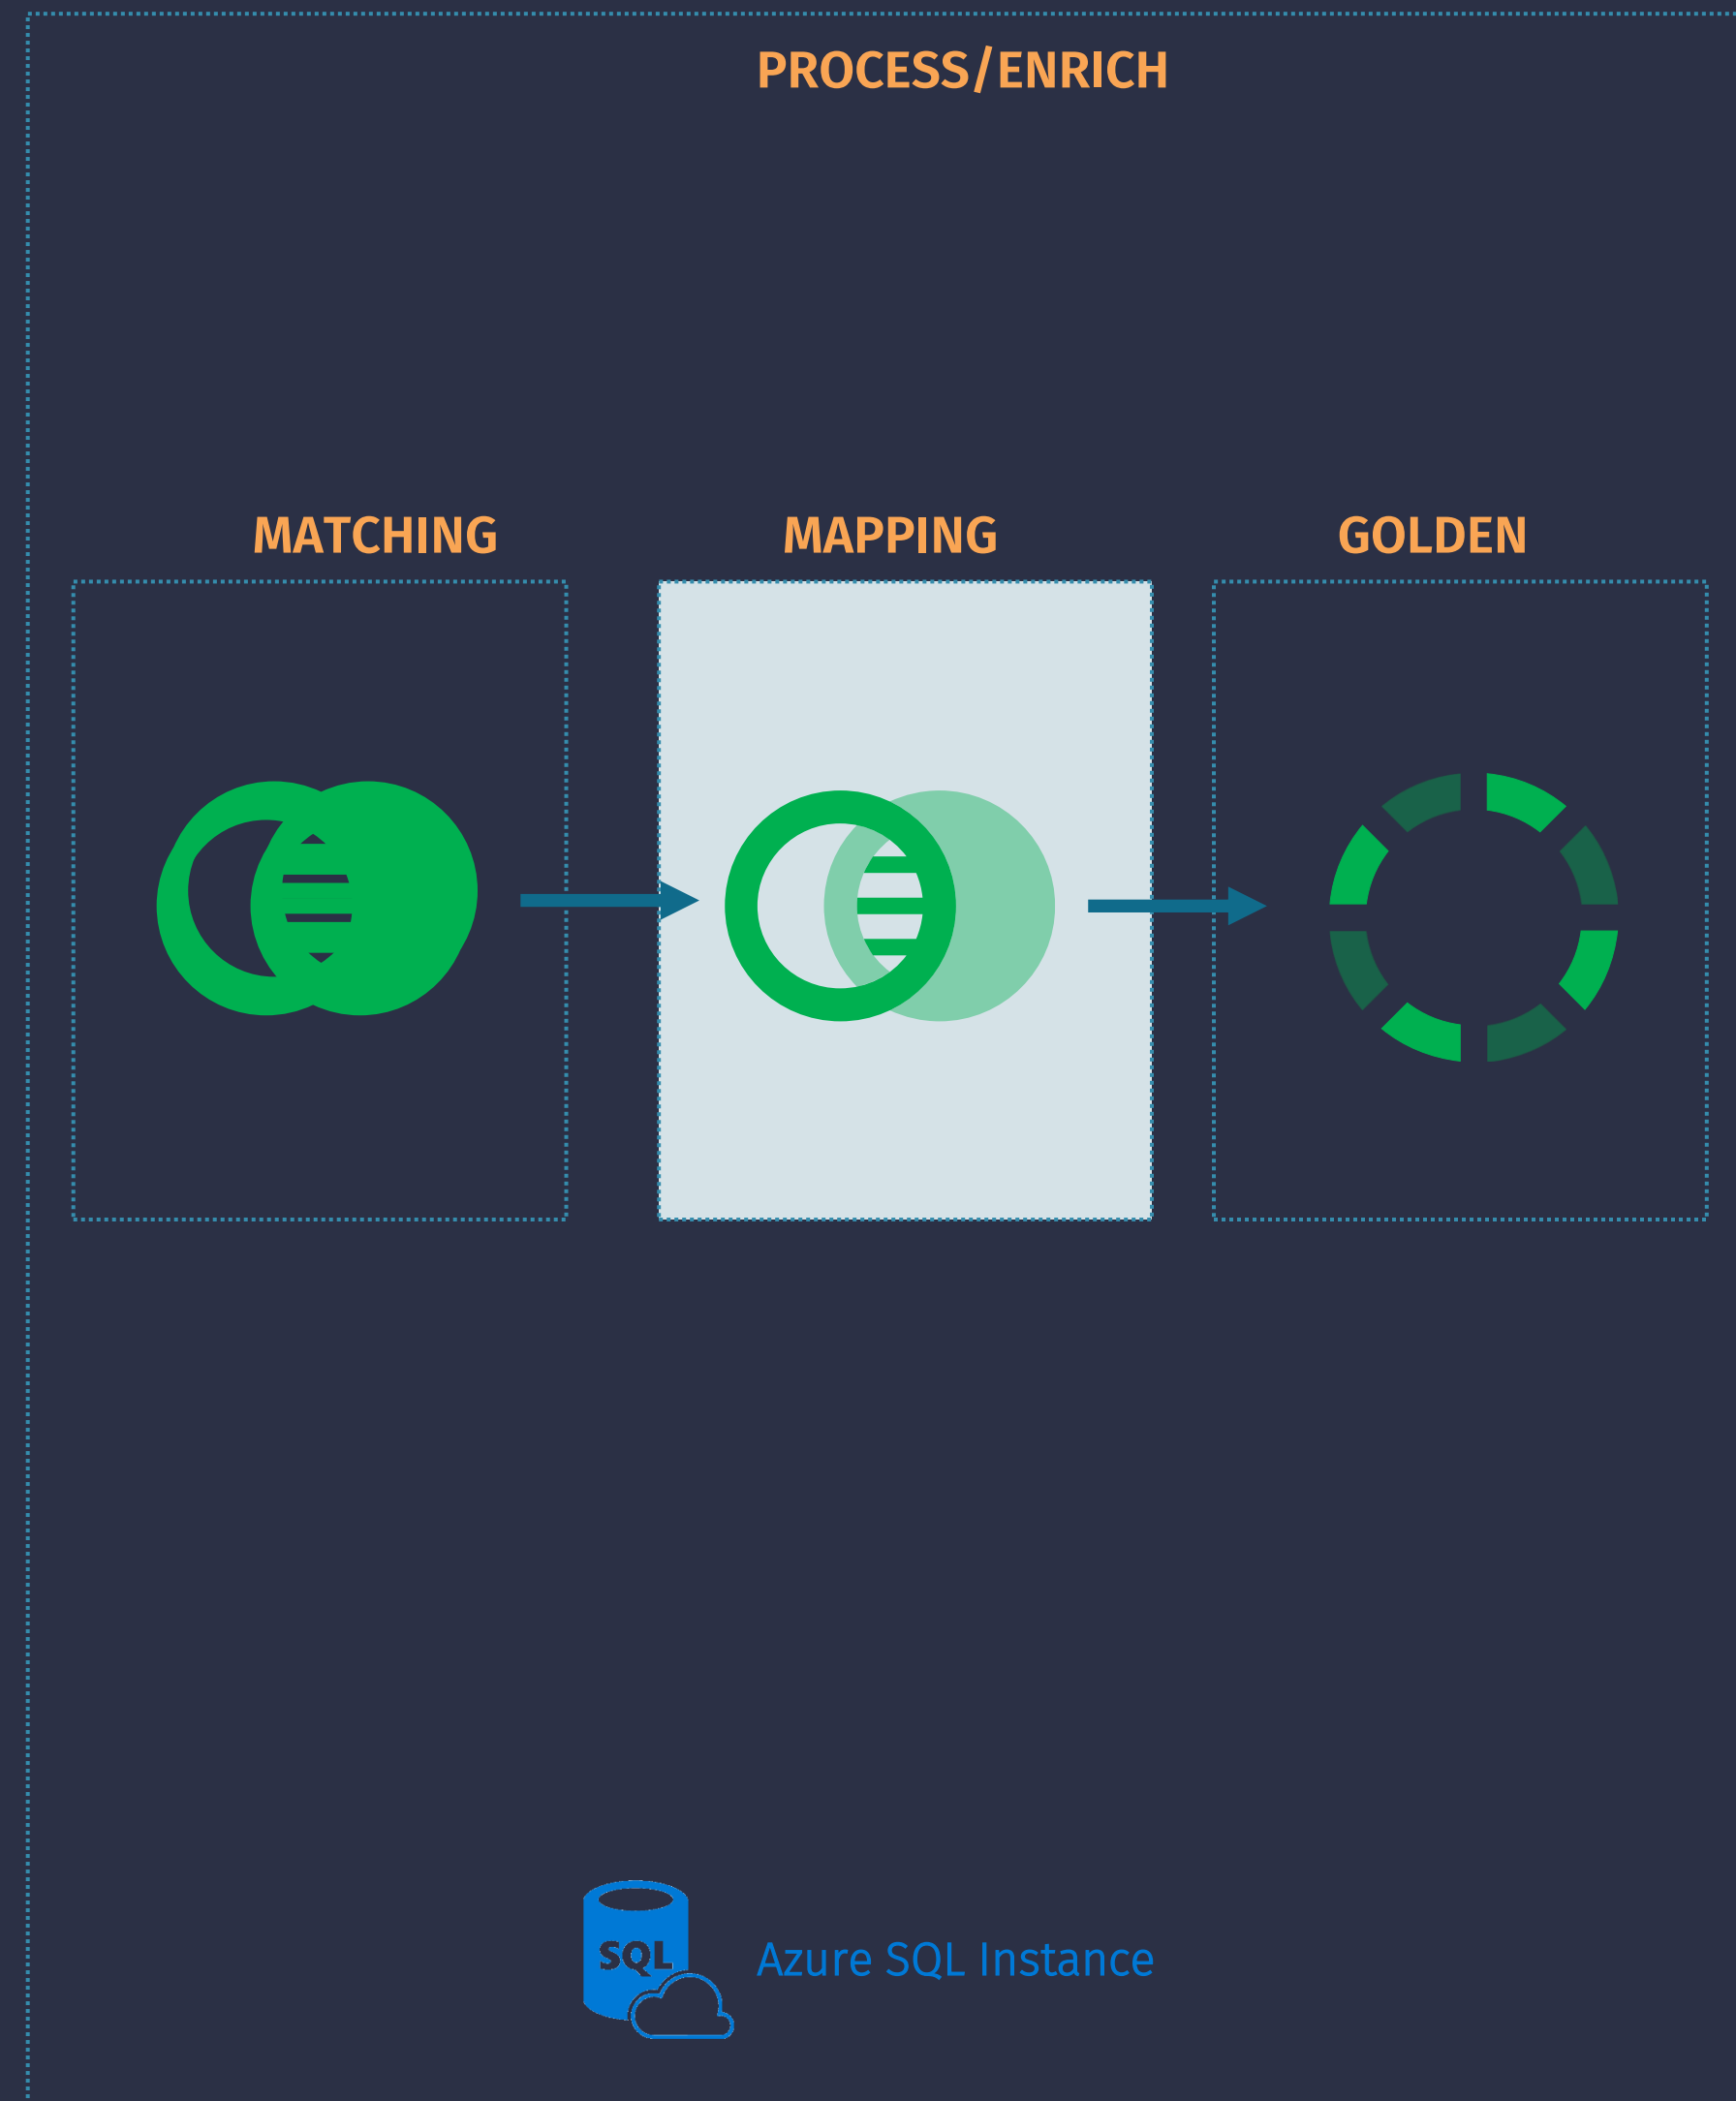 PROCESS/ENRICH
MATCHING
MAPPING
GOLDEN
SQL
Azure SQL Instance